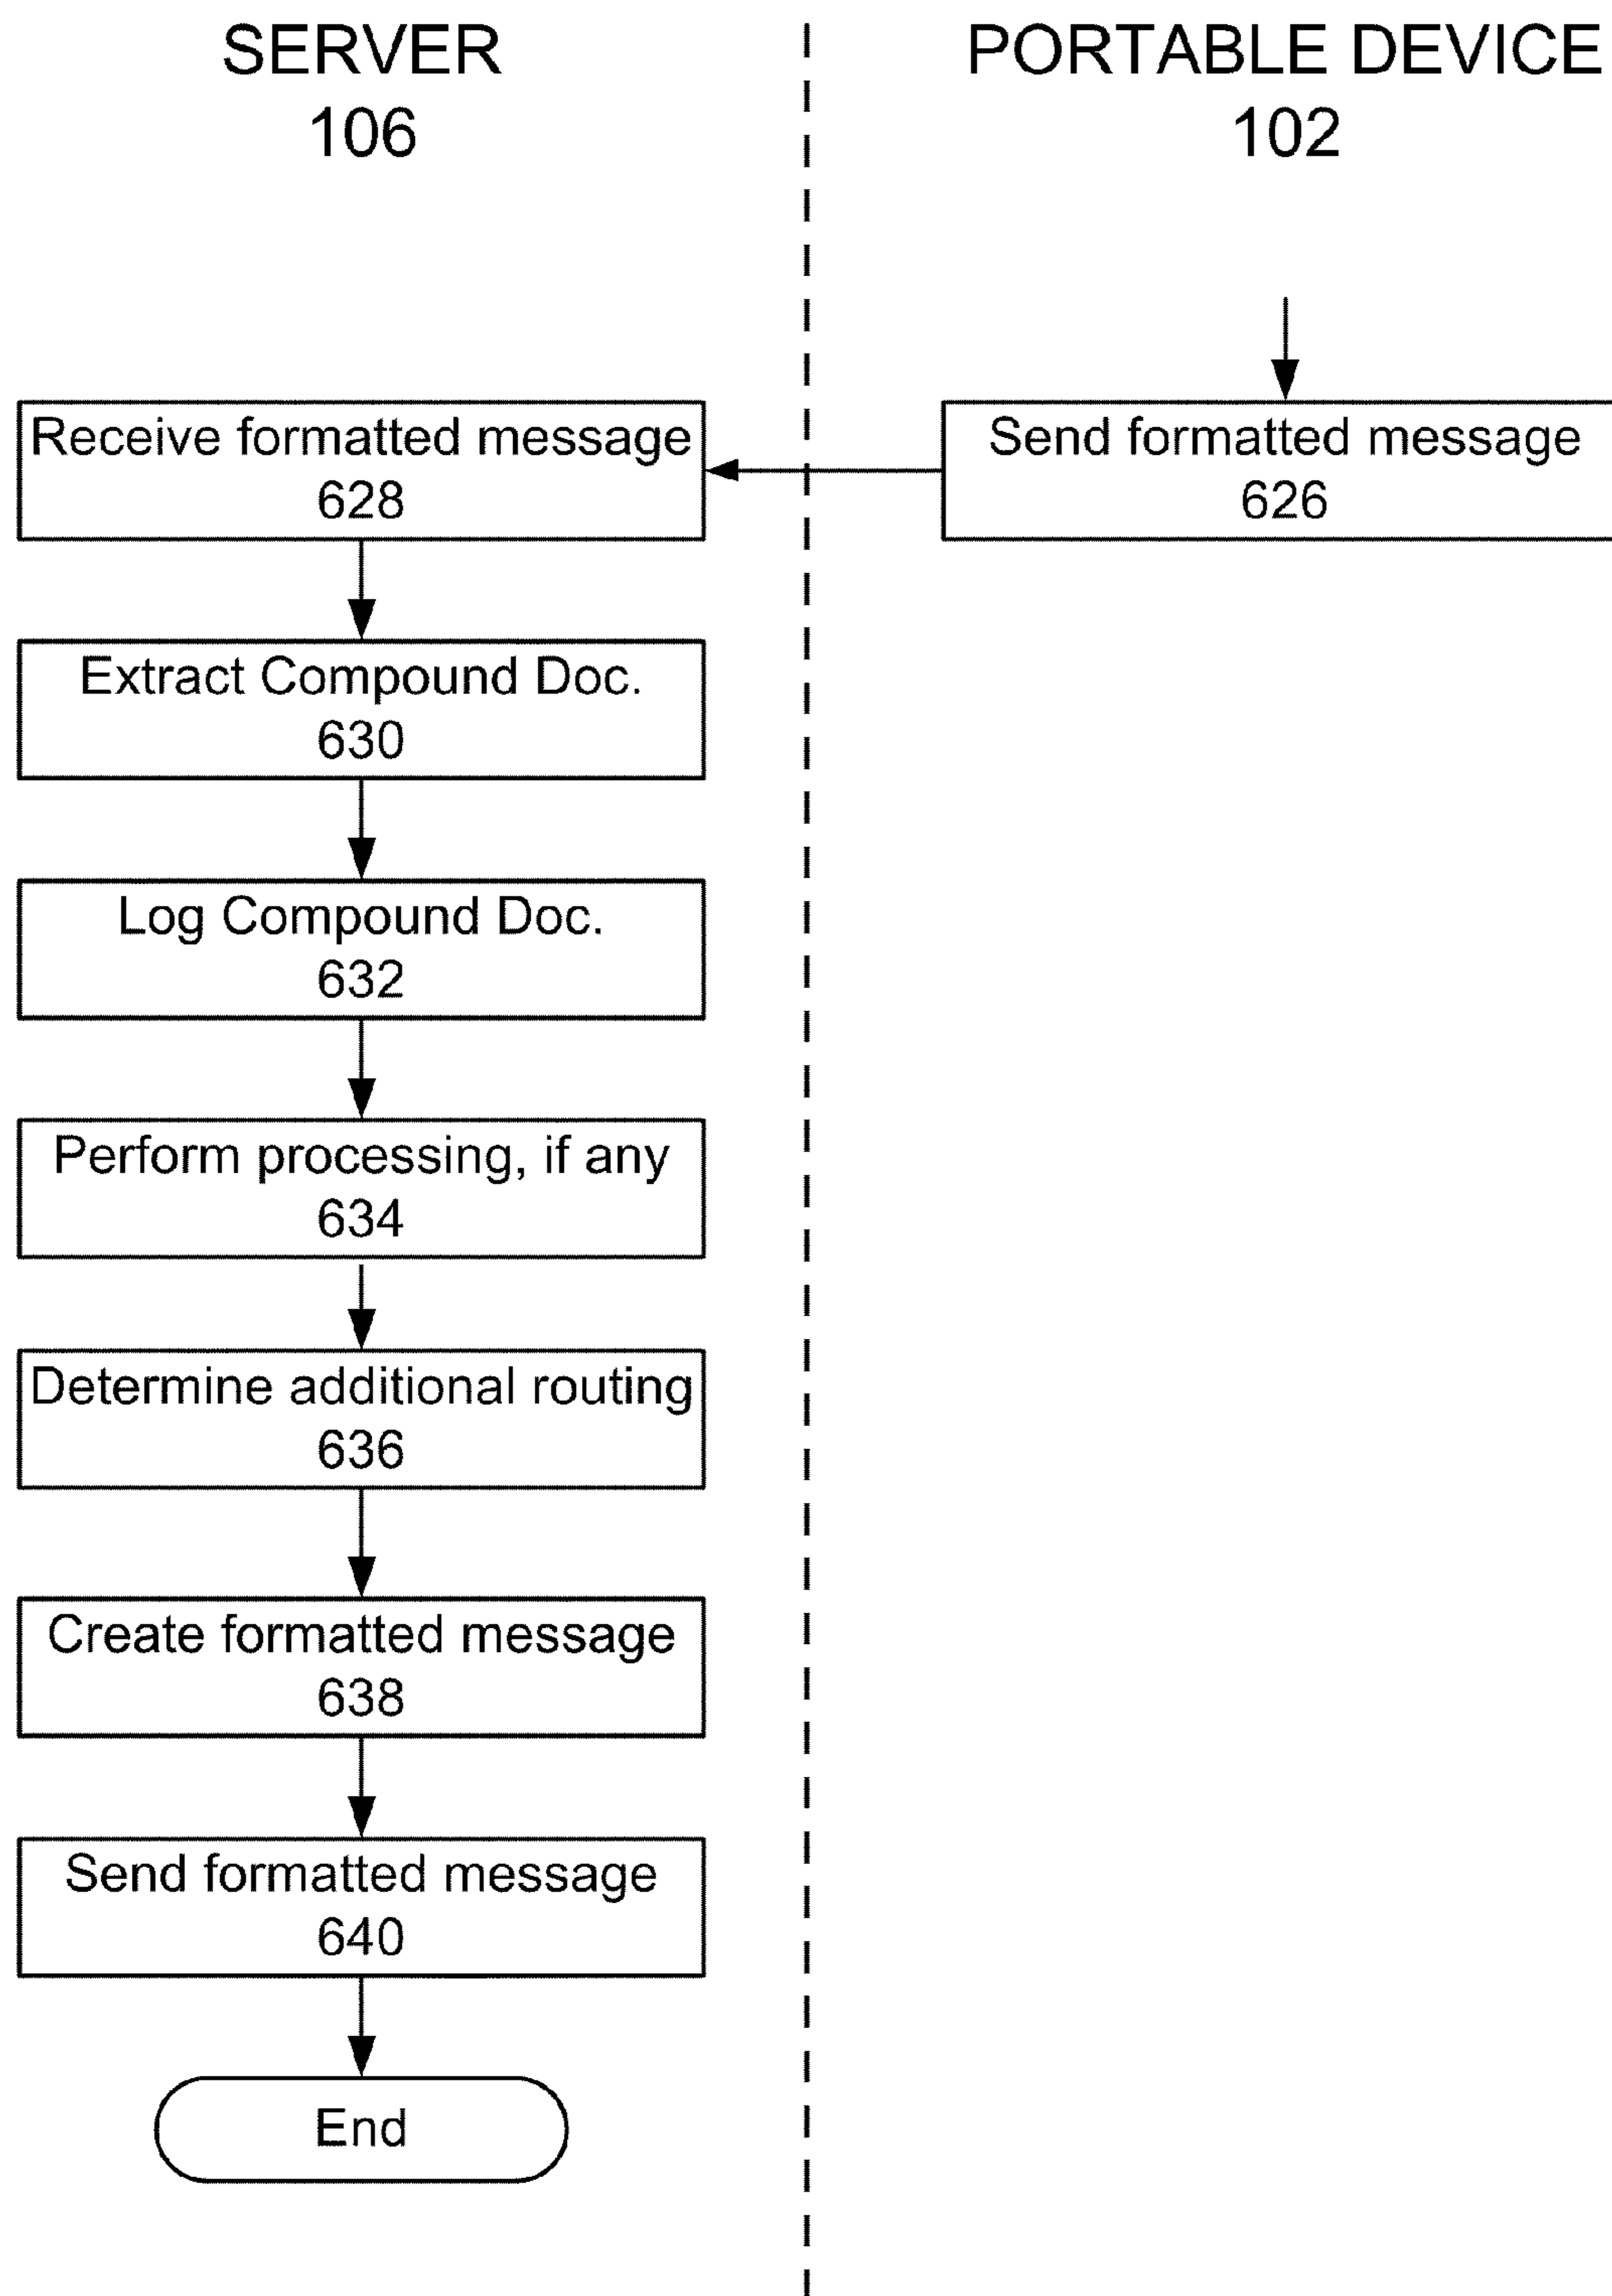 SERVER
106
PORTABLE DEVICE
102
Receive formatted message
628
Send formatted message
626
Extract Compound Doc.
630
Log Compound Doc.
632
Perform processing, if any
634
Determine additional routing
636
Create formatted message
638
Send formatted message
640
End